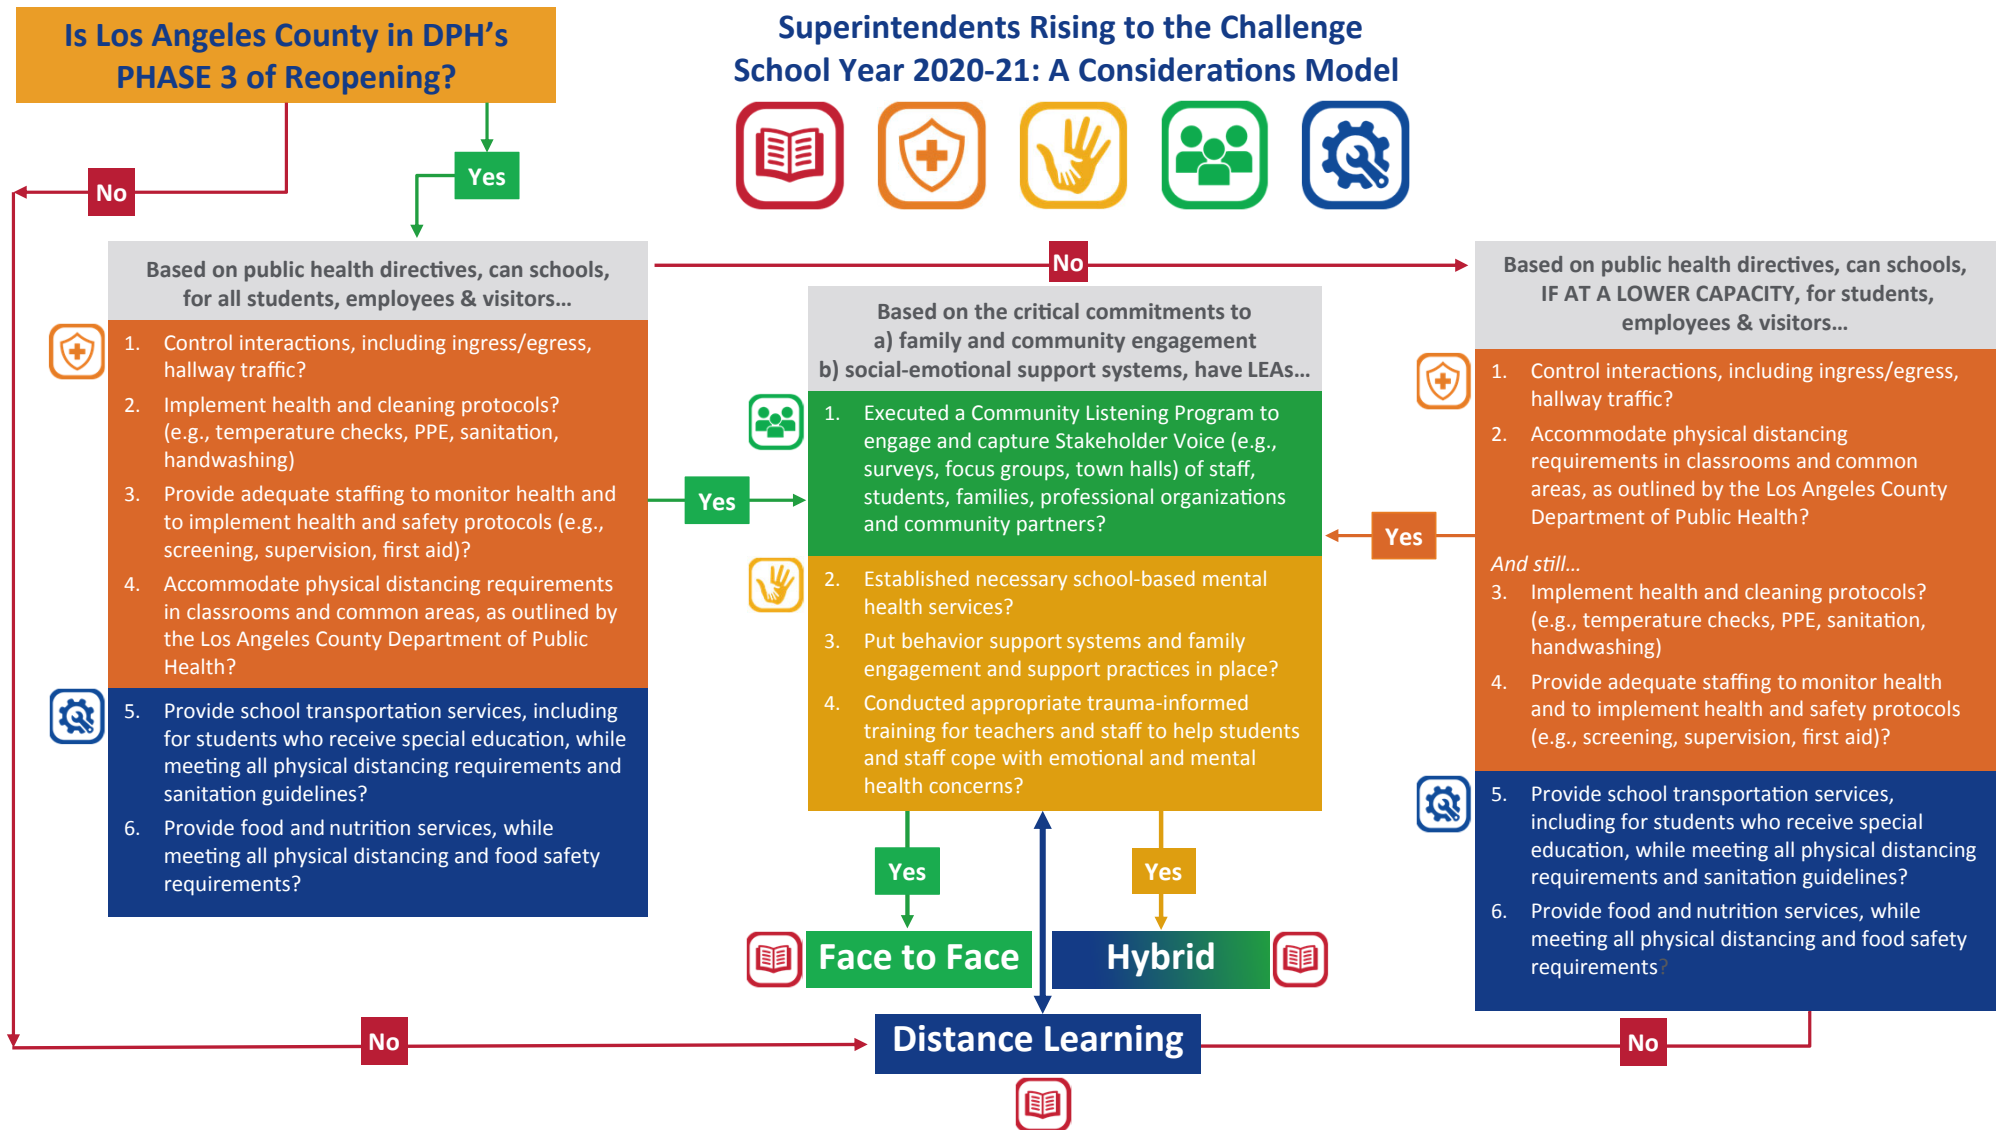 Is Los Angeles County in DPH's
PHASE 3 of Reopening?
Superintendents Rising to the Challenge
School Year 2020-21: A Considerations Model
No
Yes
Based on public health directives, can schools,
for all students, employees & visitors...
1. Control interactions, including ingress/egress,
hallway traffic?
2. Implement health and cleaning protocols?
(e.g., temperature checks, PPE, sanitation,
handwashing)
3. Provide adequate staffing to monitor health and
to implement health and safety protocols (e.g.,
screening, supervision, first aid)?
4. Accommodate physical distancing requirements
in classrooms and common areas, as outlined by
the Los Angeles County Department of Public
Health?
5. Provide school transportation services, including
for students who receive special education, while
meeting all physical distancing requirements and
sanitation guidelines?
6. Provide food and nutrition services, while
meeting all physical distancing and food safety
requirements?
No
Yes
Based on the critical commitments to
a) family and community engagement
b) social-emotional support systems, have LEAs...
1. Executed a Community Listening Program to
engage and capture Stakeholder Voice (e.g.,
surveys, focus groups, town halls) of staff,
students, families, professional organizations
and community partners?
2. Established necessary school-based mental
health services?
3. Put behavior support systems and family
engagement and support practices in place?
4. Conducted appropriate trauma-informed
training for teachers and staff to help students
and staff cope with emotional and mental
health concerns?
Yes
Based on public health directives, can schools,
IF AT A LOWER CAPACITY, for students,
employees & visitors...
1. Control interactions, including ingress/egress,
hallway traffic?
2. Accommodate physical distancing
requirements in classrooms and common
areas, as outlined by the Los Angeles County
Department of Public Health?
And still...
3. Implement health and cleaning protocols?
(e.g., temperature checks, PPE, sanitation,
handwashing)
4. Provide adequate staffing to monitor health
and to implement health and safety protocols
(e.g., screening, supervision, first aid)?
5. Provide school transportation services,
including for students who receive special
education, while meeting all physical distancing
requirements and sanitation guidelines?
6. Provide food and nutrition services, while
meeting all physical distancing and food safety
requirements?
Yes
Yes
Face to Face
Hybrid
No
Distance Learning
No